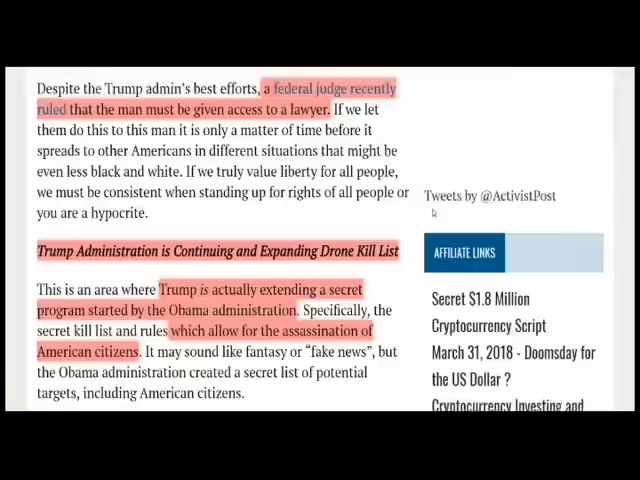 Despite the Trump admin's best efforts, a federal judge recently
ruled that the man must be given access to a lawyer. If we let
them do this to this man it is only a matter of time before it
spreads to other Americans in different situations that might be
even less black and white. If we truly value liberty for all people,
we must be consistent when standing up for rights of all people or
you are a hypocrite.
Trump Administration is Continuing and Expanding Drone Kill List
This is an area where Trump is actually extending a secret
program started by the Obama administration. Specifically, the
secret kill list and rules which allow for the assassination of
American citizens. It may sound like fantasy or “fake news”, but
the Obama administration created a secret list of potential
targets, including American citizens.
Tweets by @ActivistPost
AFFILIATE LINKS
Secret $1.8 Million
Cryptocurrency Script
March 31, 2018 - Doomsday for
the US Dollar ?
Cryptocurrency Investing and